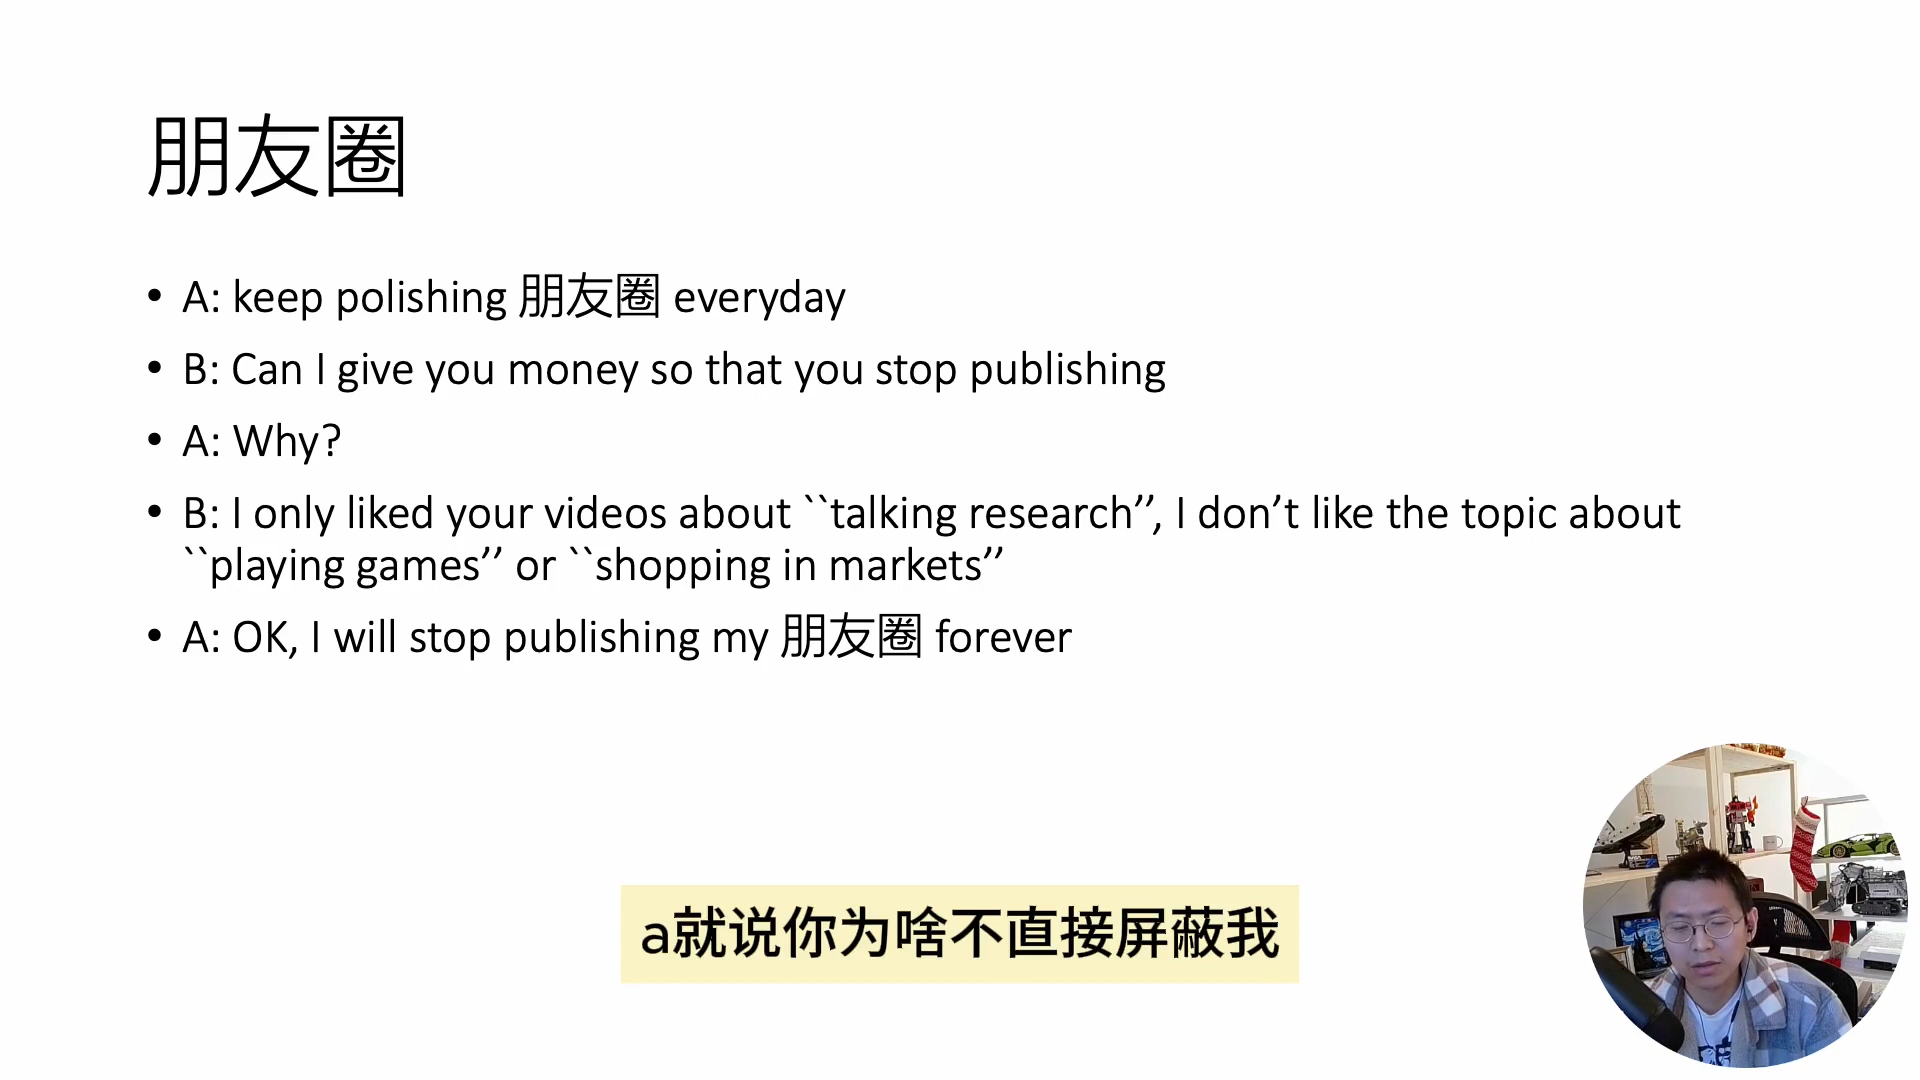 朋友圈
• A: keep polishing 朋友圈 everyday
• B: Can I give you money so that you stop publishing
• A: Why?
• B: I only liked your videos about ``talking research’’, I don’t like the topic about
``playing games’’ or ``shopping in markets’’
• A: OK, I will stop publishing my 朋友圈 forever
a就说你为啥不直接屏蔽我